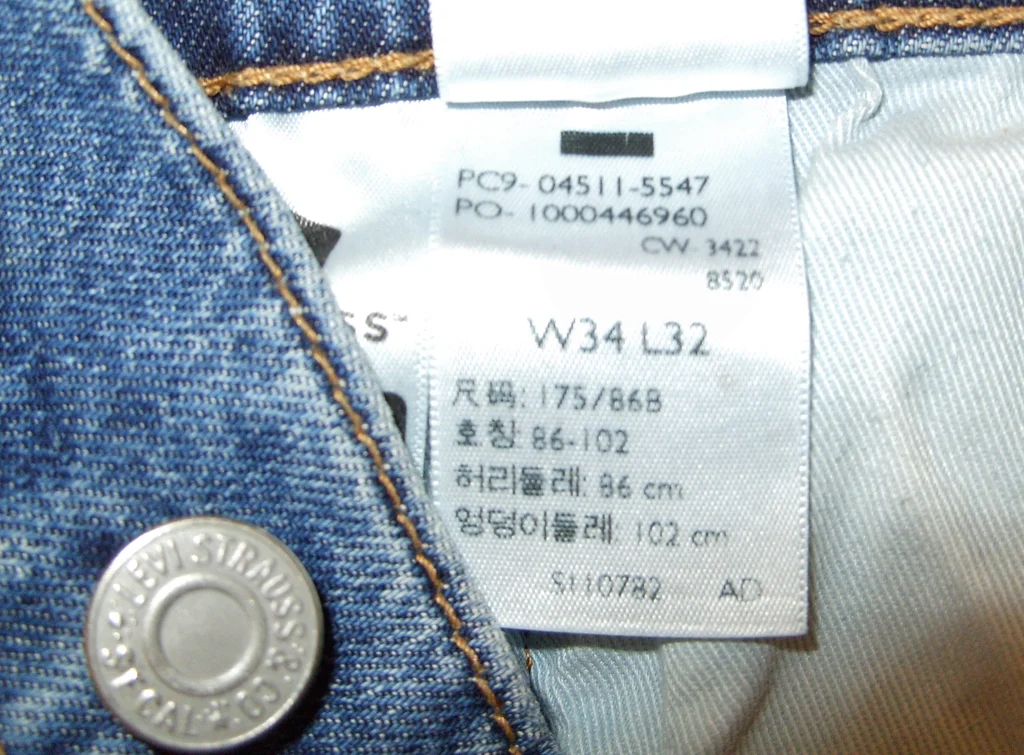 PC9- 04511-5547
PO- 1000446960
CW- 3422
8520
W34 L32
尺码: 175/86B
호칭: 86-102
허리둘레: 86 cm
엉덩이둘레: 102 cm
S110782 AD
SS™
LEVI STRAUSS & CO. S.F. CAL.